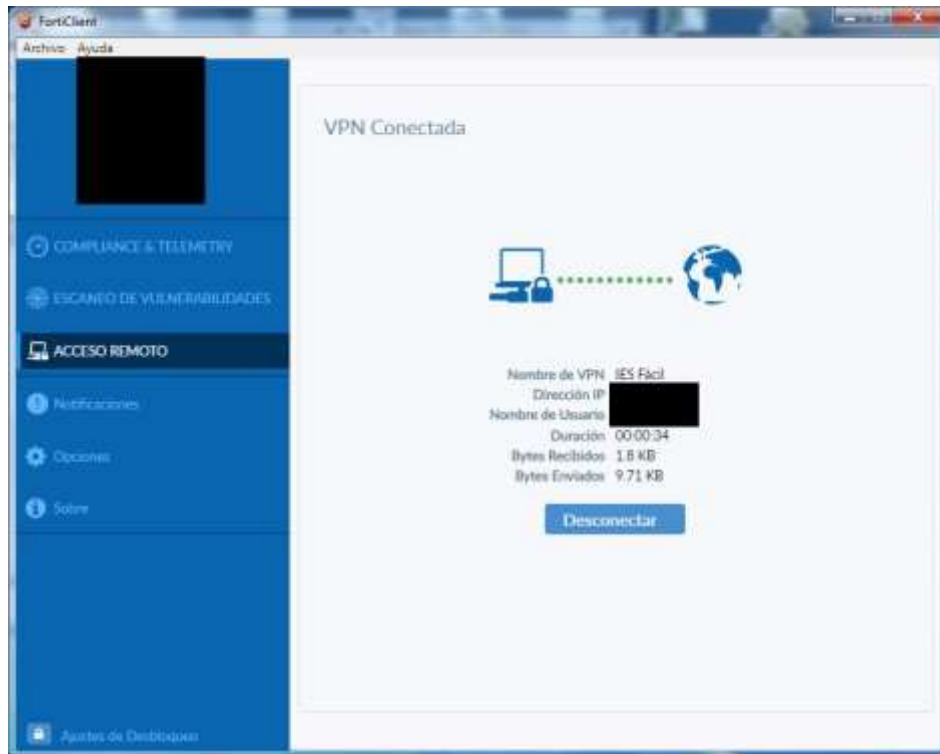 FortiClient
Archivo Ayuda
COMPLIANCE & TELEMETRY
ESCANEO DE VULNERABILIDADES
ACCESO REMOTO
Notificaciones
Opciones
Sobre
Ajustes de Desbloqueo
VPN Conectada
Nombre de VPN IES Fácil
Dirección IP
Nombre de Usuario
Duración 00:00:34
Bytes Recibidos 1.8 KB
Bytes Enviados 9.71 KB
Desconectar